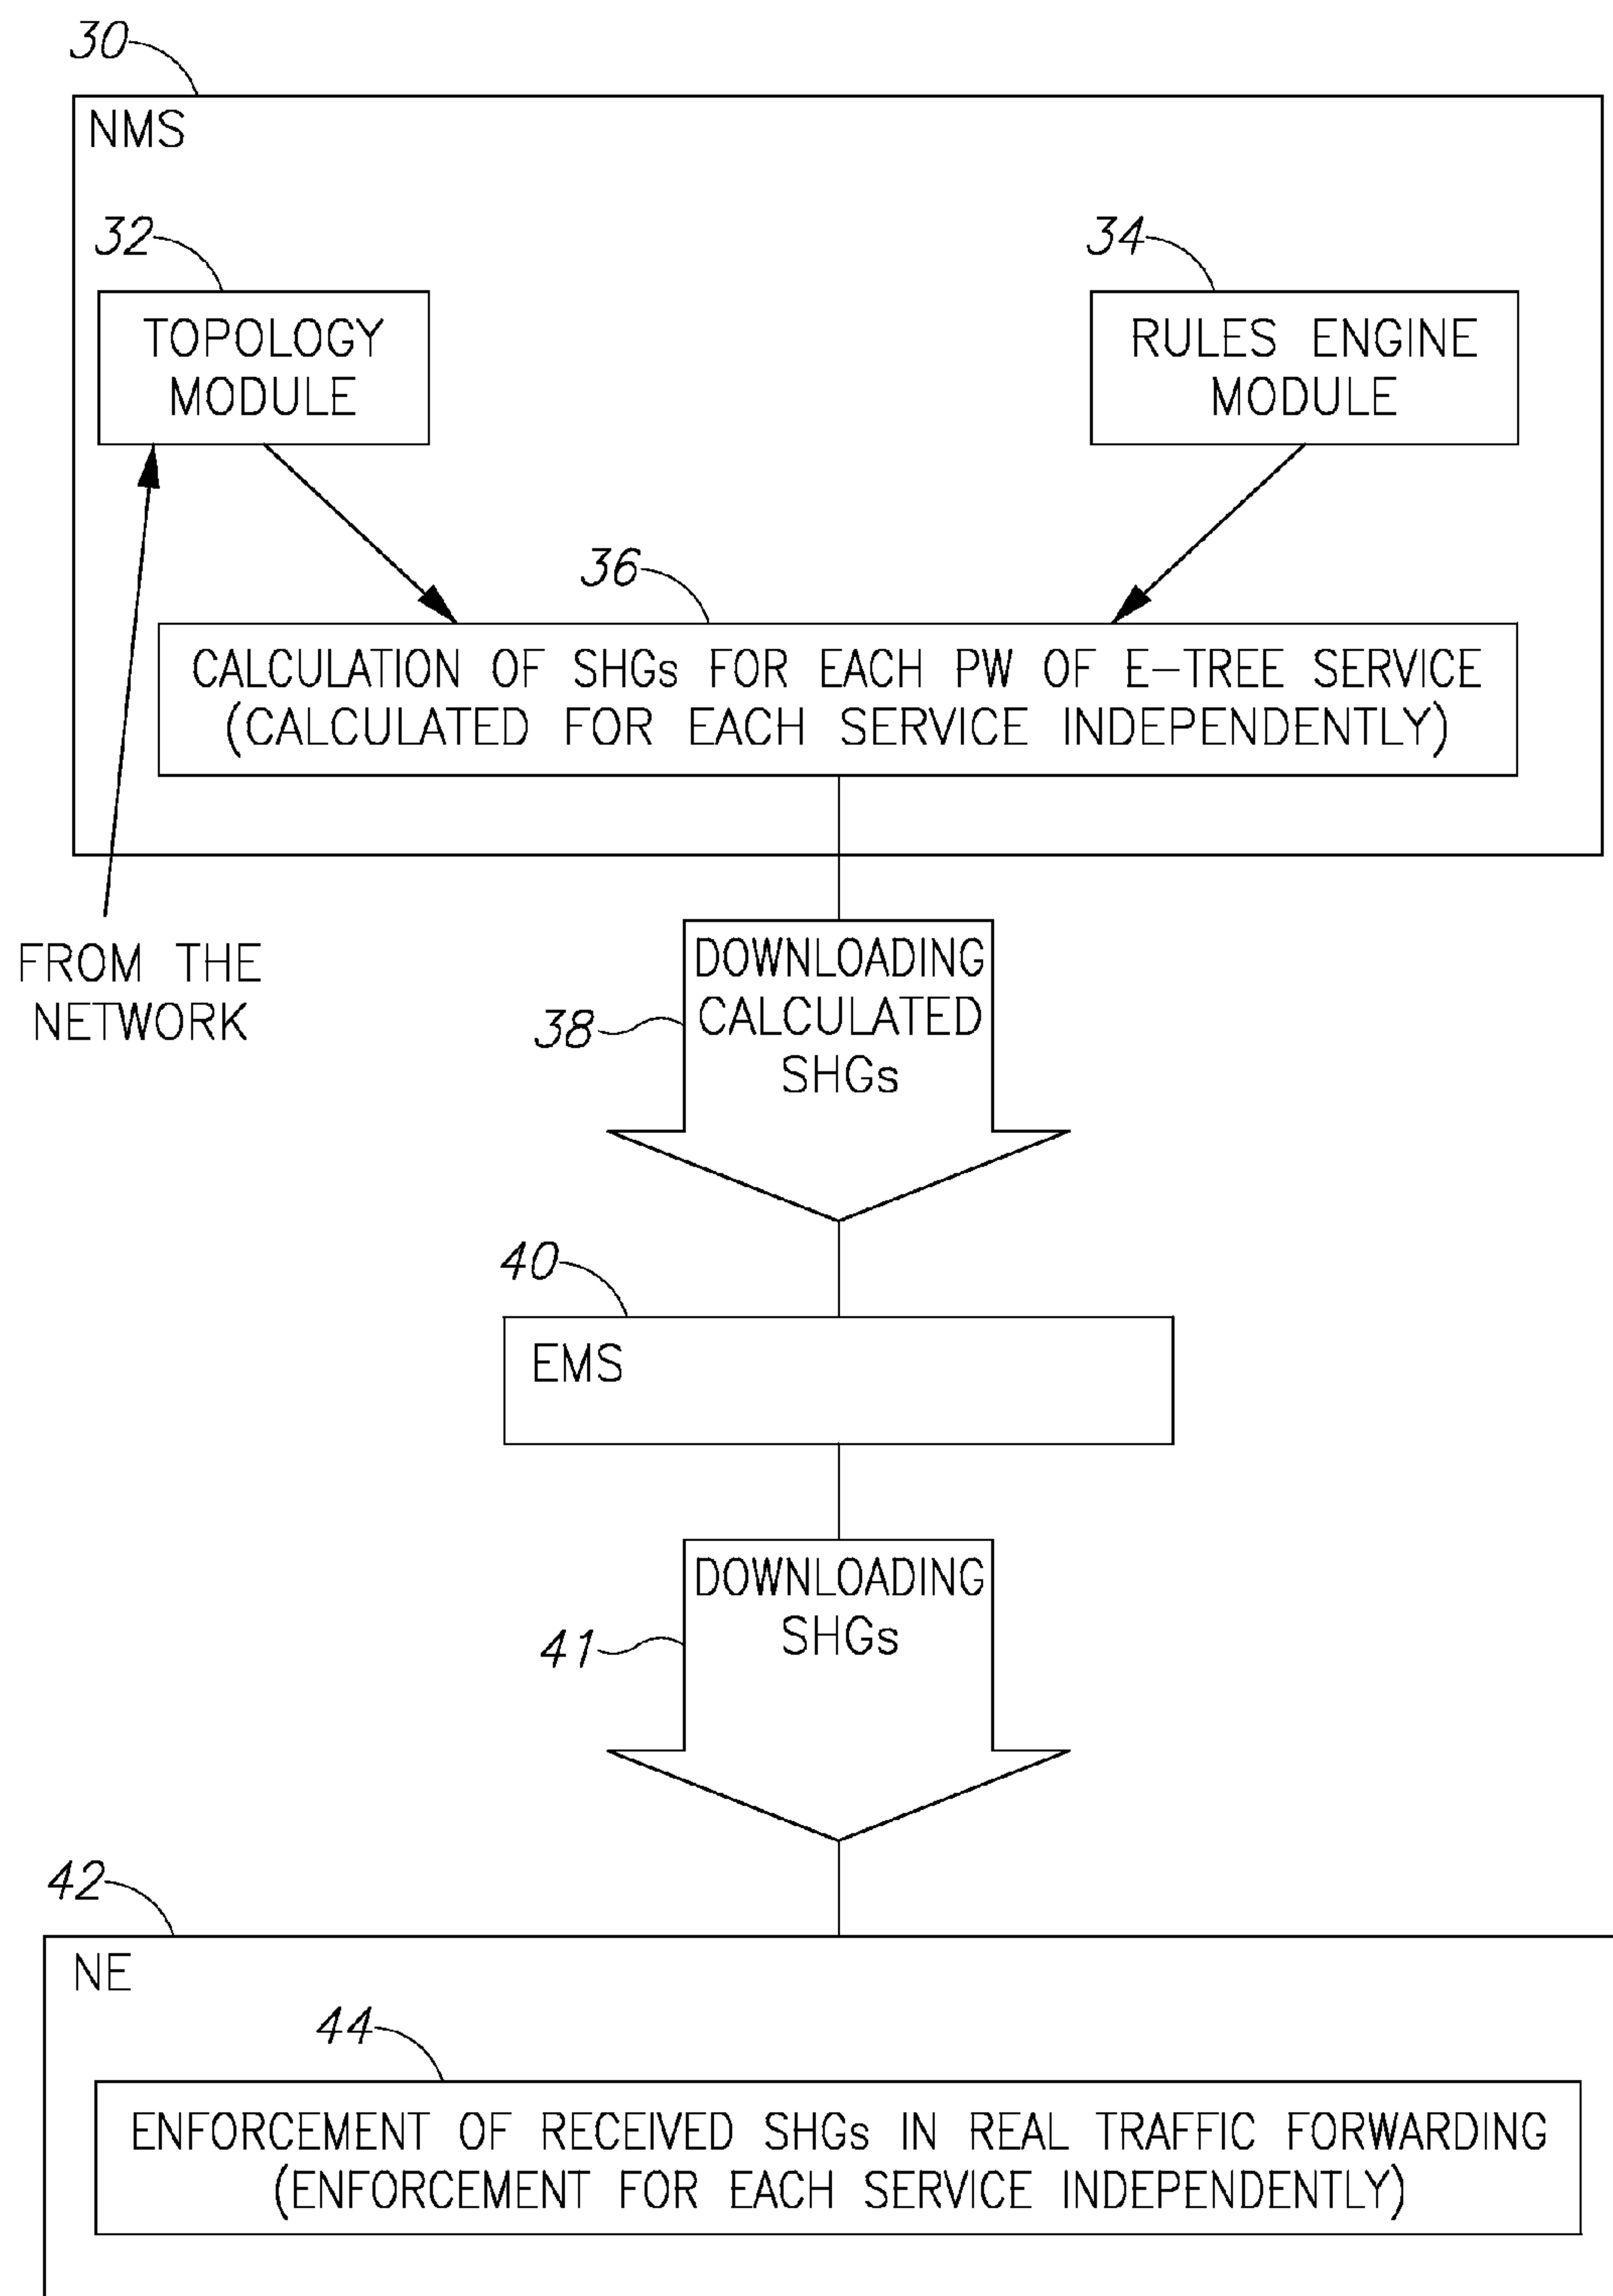 30
NMS
32
34
TOPOLOGY
MODULE
RULES ENGINE
MODULE
36
CALCULATION OF SHGs FOR EACH PW OF E-TREE SERVICE
(CALCULATED FOR EACH SERVICE INDEPENDENTLY)
FROM THE
NETWORK
38
DOWNLOADING
CALCULATED
SHGs
40
EMS
41
DOWNLOADING
SHGs
42
NE
44
ENFORCEMENT OF RECEIVED SHGs IN REAL TRAFFIC FORWARDING
(ENFORCEMENT FOR EACH SERVICE INDEPENDENTLY)